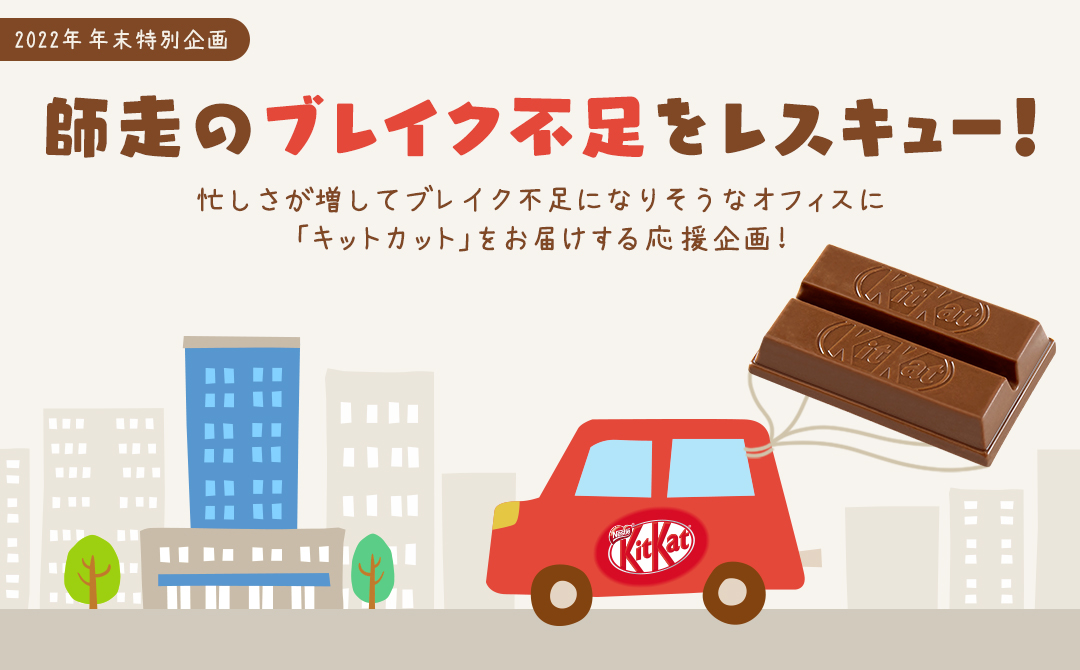 2022年 年末特別企画
師走のブレイク不足をレスキュー!
忙しさが増してブレイク不足になりそうなオフィスに
「キットカット」をお届けする応援企画!
KitKat
KitKat
Nestlé
KitKat